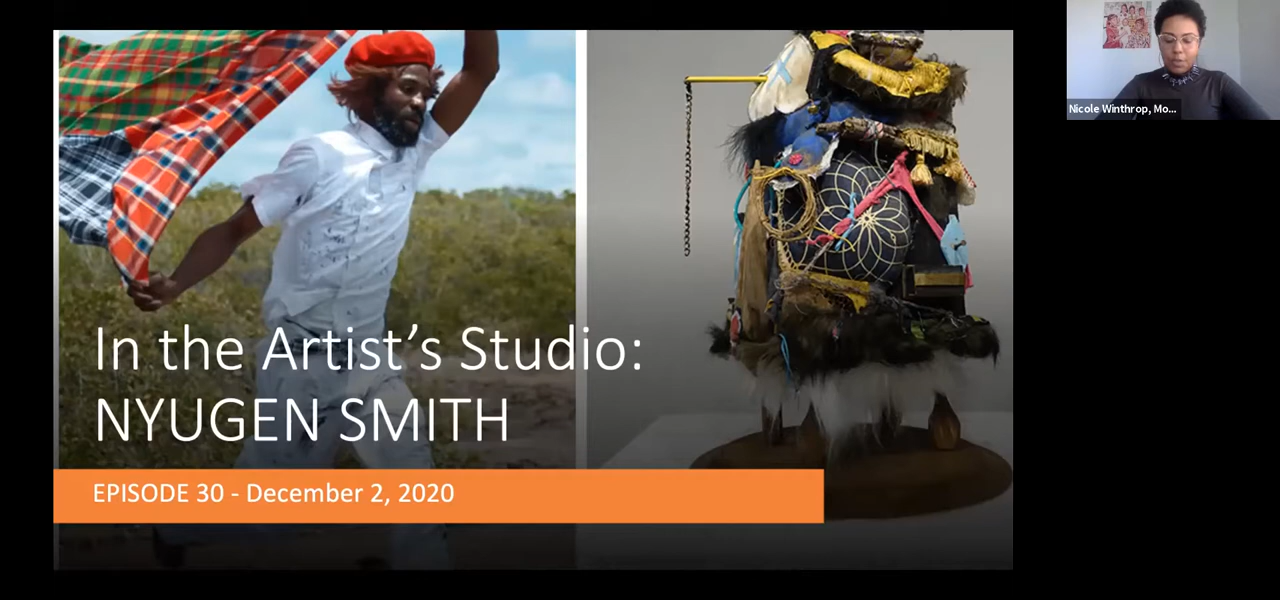 In the Artist’s Studio:
NYUGEN SMITH
EPISODE 30 - December 2, 2020
Nicole Winthrop, Mo...